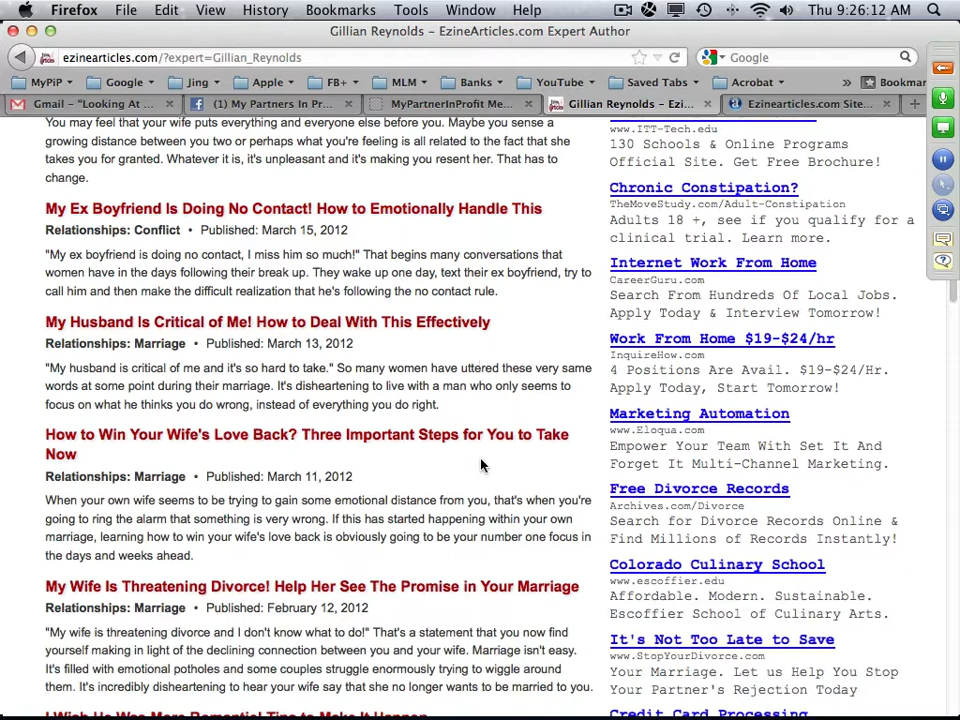 Firefox File Edit View History Bookmarks Tools Window Help Thu 9:26:12 AM
Gillian Reynolds - EzineArticles.com Expert Author
ezinearticles.com/?expert=Gillian_Reynolds Google
MyPiP Google Jing Apple FB+ MLM Banks YouTube Saved Tabs Acrobat » Bookmar
Gmail - "Looking At ... (1) My Partners In Pr... MyPartnerInProfit Me... Gillian Reynolds - Ezi... Ezinearticles.com Site...
You may feel that your wife puts everything and everyone else before you. Maybe you sense a
growing distance between you two or perhaps what you're feeling is all related to the fact that she
takes you for granted. Whatever it is, it's unpleasant and it's making you resent her. That has to
change.
My Ex Boyfriend Is Doing No Contact! How to Emotionally Handle This
Relationships: Conflict • Published: March 15, 2012
"My ex boyfriend is doing no contact, I miss him so much!" That begins many conversations that
women have in the days following their break up. They wake up one day, text their ex boyfriend, try to
call him and then make the difficult realization that he's following the no contact rule.
My Husband Is Critical of Me! How to Deal With This Effectively
Relationships: Marriage • Published: March 13, 2012
"My husband is critical of me and it's so hard to take." So many women have uttered these very same
words at some point during their marriage. It's disheartening to live with a man who only seems to
focus on what he thinks you do wrong, instead of everything you do right.
How to Win Your Wife's Love Back? Three Important Steps for You to Take
Now
Relationships: Marriage • Published: March 11, 2012
When your own wife seems to be trying to gain some emotional distance from you, that's when you're
going to ring the alarm that something is very wrong. If this has started happening within your own
marriage, learning how to win your wife's love back is obviously going to be your number one focus in
the days and weeks ahead.
My Wife Is Threatening Divorce! Help Her See The Promise in Your Marriage
Relationships: Marriage • Published: February 12, 2012
"My wife is threatening divorce and I don't know what to do!" That's a statement that you now find
yourself making in light of the declining connection between you and your wife. Marriage isn't easy.
It's filled with emotional potholes and some couples struggle enormously trying to wiggle around
them. It's incredibly disheartening to hear your wife say that she no longer wants to be married to you.
I Wish He Was More Romantic! Tips to Make It Happen
www.ITT-Tech.edu
130 Schools & Online Programs
Official Site. Get Free Brochure!
Chronic Constipation?
TheMoveStudy.com/Adult-Constipation
Adults 18 +, see if you qualify for a
clinical trial. Learn more.
Internet Work From Home
CareerGuru.com
Search From Hundreds Of Local Jobs.
Apply Today & Interview Tomorrow!
Work From Home $19-$24/hr
InquireHow.com
4 Positions Are Avail. $19-$24/Hr.
Apply Today, Start Tomorrow!
Marketing Automation
www.Eloqua.com
Empower Your Team With Set It And
Forget It Multi-Channel Marketing.
Free Divorce Records
Archives.com/Divorce
Search for Divorce Records Online &
Find Millions of Records Instantly!
Colorado Culinary School
www.escoffier.edu
Affordable. Modern. Sustainable.
Escoffier School of Culinary Arts.
It's Not Too Late to Save
www.StopYourDivorce.com
Your Marriage. Let us Help You Stop
Your Partner's Rejection Today
Credit Card Processing